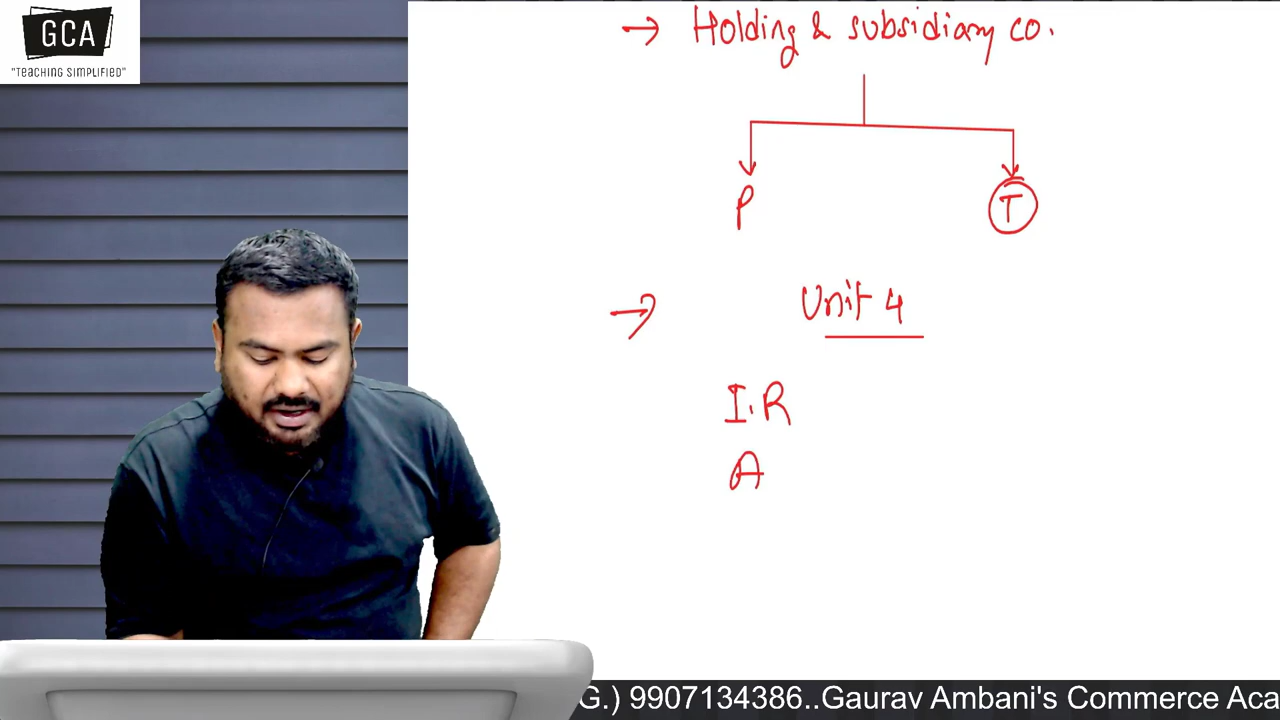 GCA
"Teaching Simplified"
→ Holding & subsidiary co.
P
T
→ Unit 4
I.R
A
G.) 9907134386..Gaurav Ambani's Commerce Aca